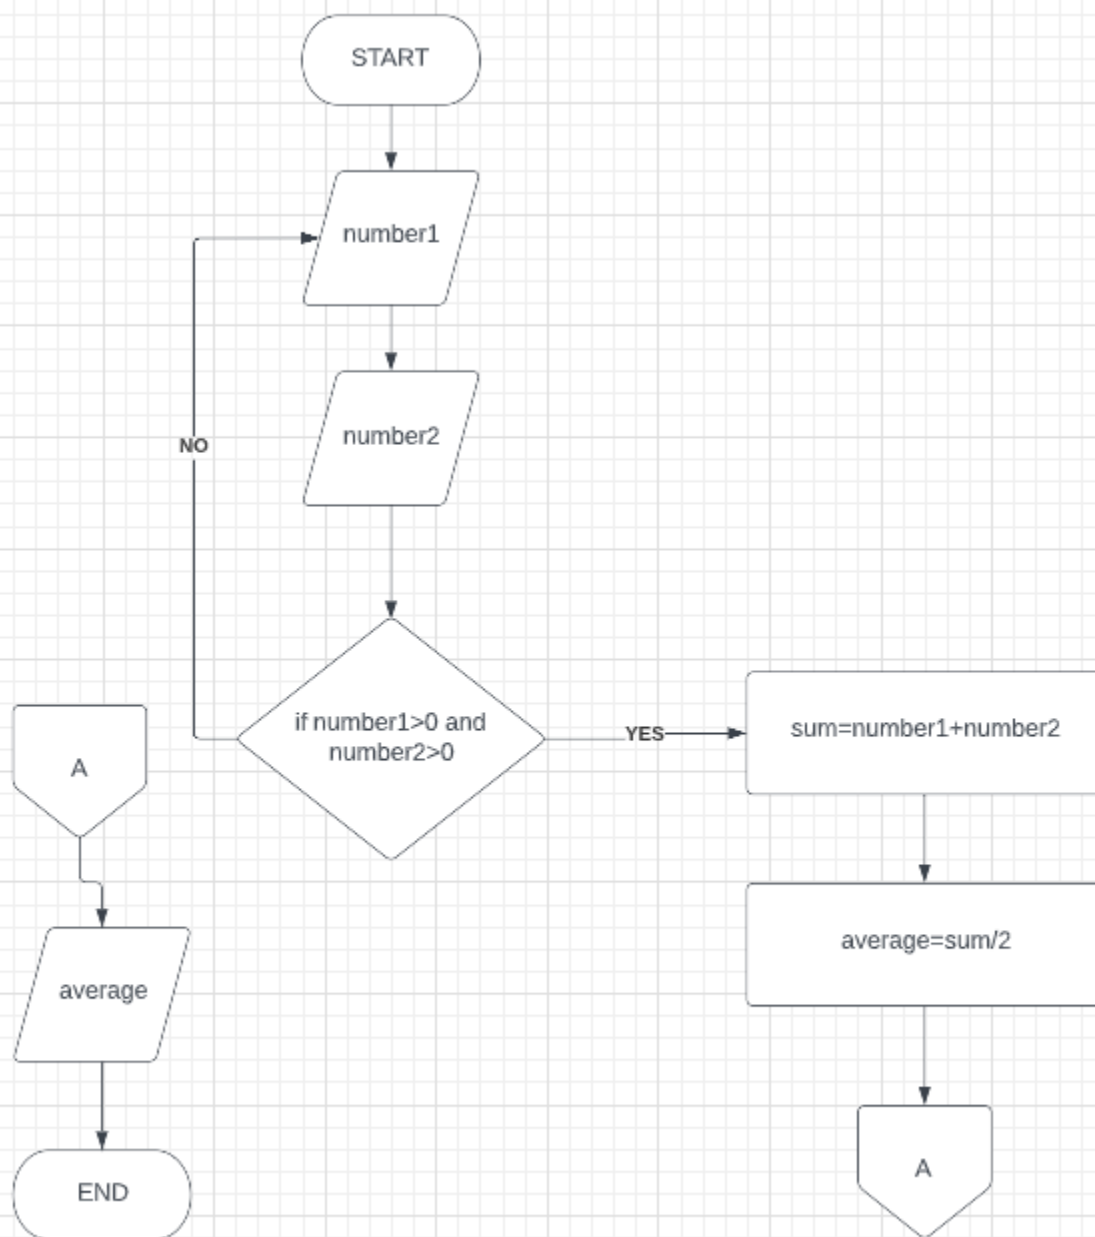 START
number1
number2
NO
if number1>0 and
number2>0
YES
sum=number1+number2
average=sum/2
A
A
average
END